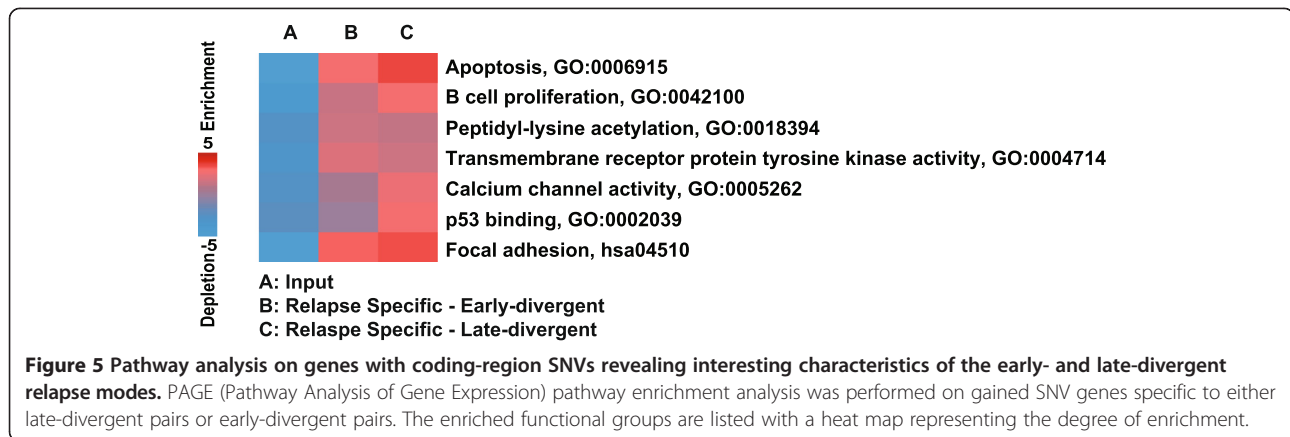 A B C
5 Enrichment
Depletion -5
Apoptosis, GO:0006915
B cell proliferation, GO:0042100
Peptidyl-lysine acetylation, GO:0018394
Transmembrane receptor protein tyrosine kinase activity, GO:0004714
Calcium channel activity, GO:0005262
p53 binding, GO:0002039
Focal adhesion, hsa04510
A: Input
B: Relapse Specific - Early-divergent
C: Relaspe Specific - Late-divergent
Figure 5 Pathway analysis on genes with coding-region SNVs revealing interesting characteristics of the early- and late-divergent
relapse modes. PAGE (Pathway Analysis of Gene Expression) pathway enrichment analysis was performed on gained SNV genes specific to either
late-divergent pairs or early-divergent pairs. The enriched functional groups are listed with a heat map representing the degree of enrichment.